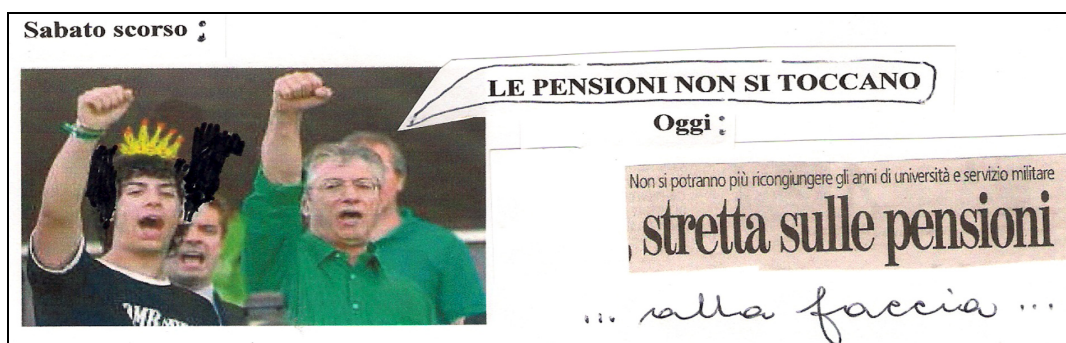 Sabato scorso :
LE PENSIONI NON SI TOCCANO
Oggi :
Non si potranno più ricongiungere gli anni di università e servizio militare
, stretta sulle pensioni
... alla faccia ...